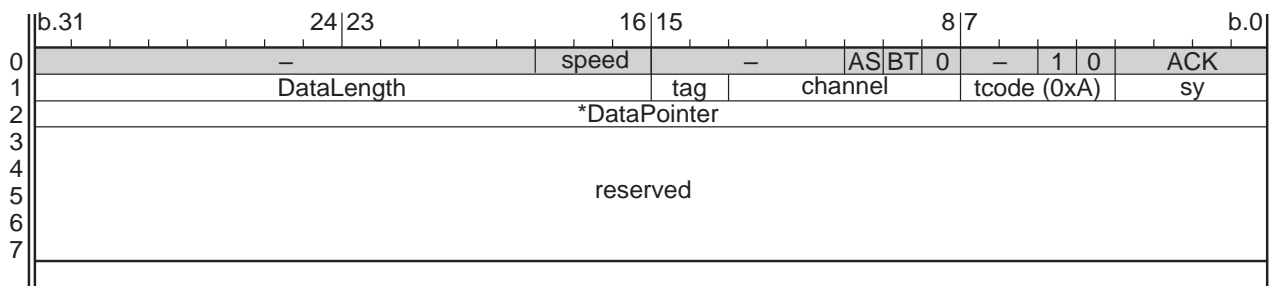 b.31 24 23 16 15 8 7 b.0
0 – speed – AS BT 0 – 1 0 ACK
1 DataLength tag channel tcode (0xA) sy
2 *DataPointer
3
4
5 reserved
6
7